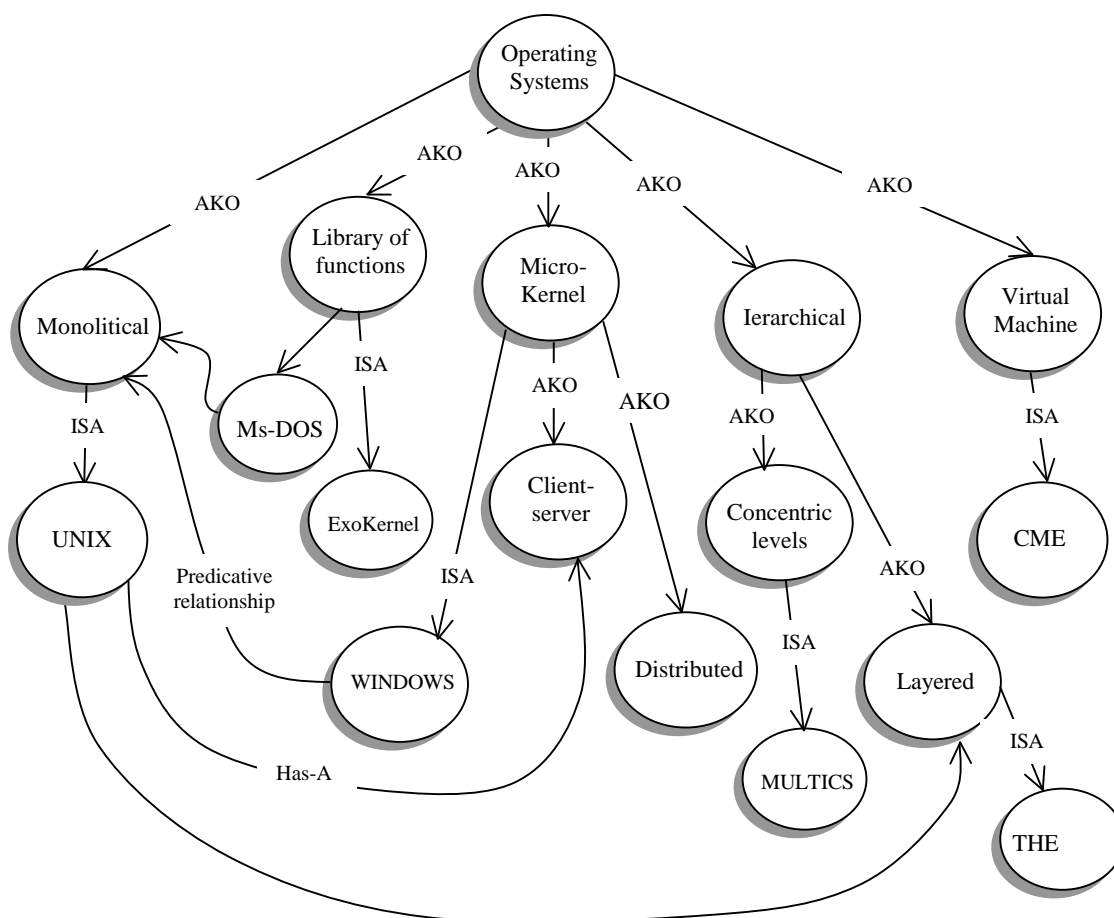 Operating
Systems
AKO
AKO
AKO
AKO
AKO
Library of
functions
Micro-
Kernel
Monolitical
Ierarchical
Virtual
Machine
ISA
ISA
AKO
AKO
AKO
ISA
Ms-DOS
UNIX
ExoKernel
Client-
server
Concentric
levels
CME
Predicative
relationship
ISA
AKO
ISA
WINDOWS
Distributed
Layered
ISA
Has-A
MULTICS
THE